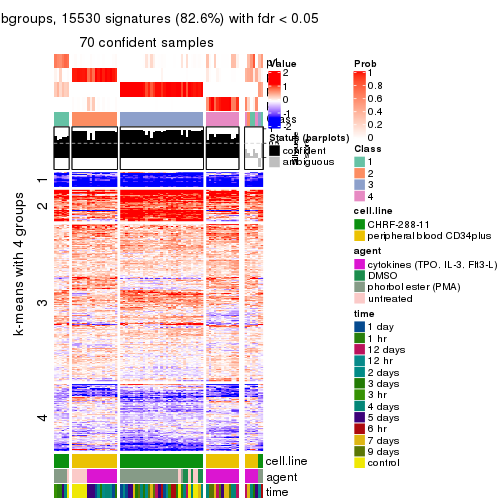 bgroups, 15530 signatures (82.6%) with fdr < 0.05
70 confident samples
k-means with 4 groups
1
2
3
4
Value
2
1
0
-1
-2
Status (barplots)
confident
ambiguous
Prob
1
0.8
0.6
0.4
0.2
0
Class
1
2
3
4
cell.line
CHRF-288-11
peripheral blood CD34plus
agent
cytokines (TPO, IL-3, Flt3-L)
DMSO
phorbol ester (PMA)
untreated
time
1 day
1 hr
12 days
12 hr
2 days
3 days
3 hr
4 days
5 days
6 hr
7 days
9 days
control
cell.line
agent
time